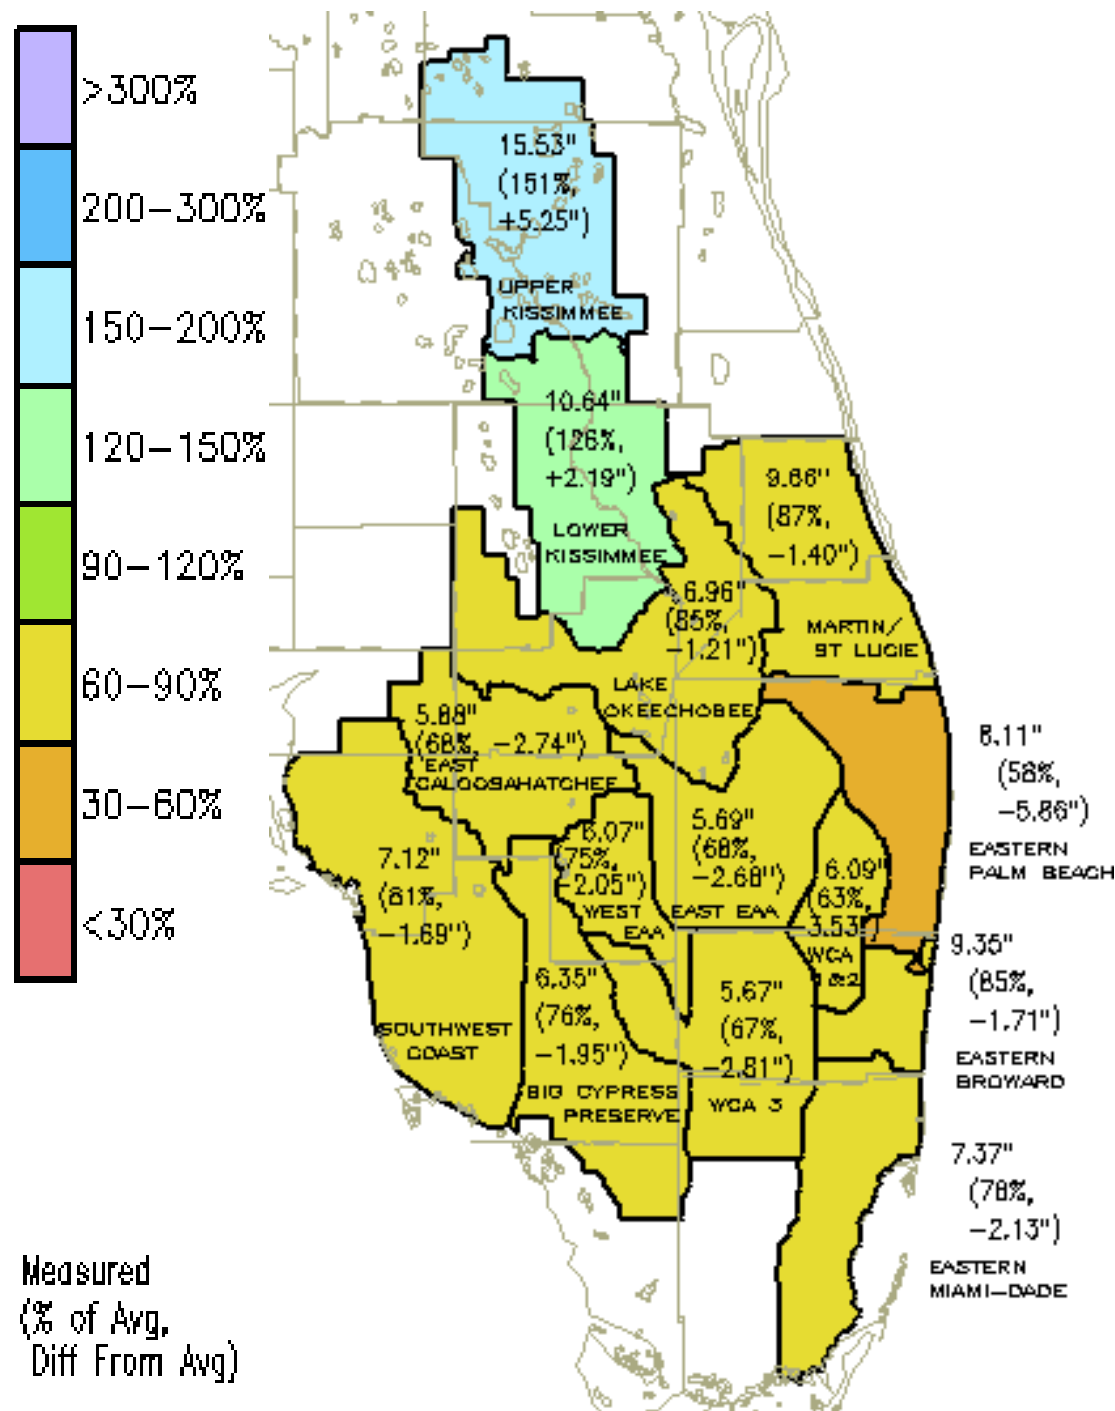 >300%
200-300%
150-200%
120-150%
90-120%
60-90%
30-60%
<30%
15.53"
(151%,
+5.25")
UPPER
KISSIMMEE
10.64"
(126%,
+2.19")
LOWER
KISSIMMEE
9.66"
(87%,
-1.40")
MARTIN/
ST LUCIE
6.96"
(85%,
-1.21")
LAKE
OKEECHOBEE
5.88"
(68%, -2.74")
EAST
CALOOSAHATCHEE
8.11"
(58%,
-5.86")
EASTERN
PALM BEACH
7.12"
(81%,
-1.69")
SOUTHWEST
COAST
6.07"
(75%,
-2.05")
WEST
EAA
5.69"
(68%,
-2.68")
EAST EAA
6.09"
(63%,
-3.53")
WCA
1&2
9.35"
(85%,
-1.71")
EASTERN
BROWARD
6.35"
(76%,
-1.95")
BIG CYPRESS
PRESERVE
5.67"
(67%,
-2.81")
WCA 3
7.37"
(78%,
-2.13")
EASTERN
MIAMI-DADE
Measured
(% of Avg,
Diff From Avg)